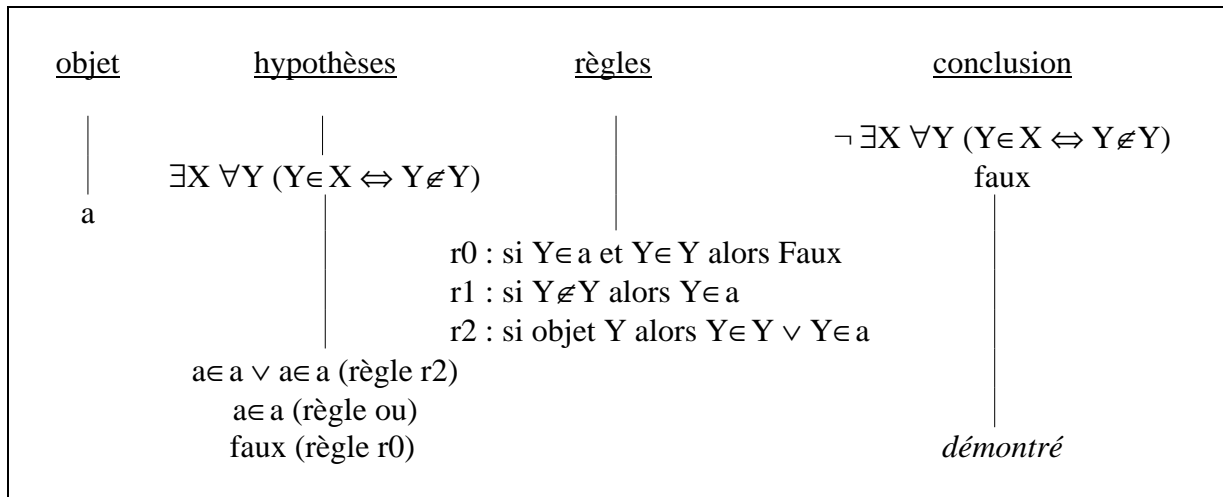 objet hypothèses règles conclusion
¬ ∃X ∀Y (Y∈X ⇔ Y∉Y)
∃X ∀Y (Y∈X ⇔ Y∉Y) faux
a
r0 : si Y∈a et Y∈Y alors Faux
r1 : si Y∉Y alors Y∈a
r2 : si objet Y alors Y∈Y ∨ Y∈a
a∈a ∨ a∈a (règle r2)
a∈a (règle ou)
faux (règle r0) démontré